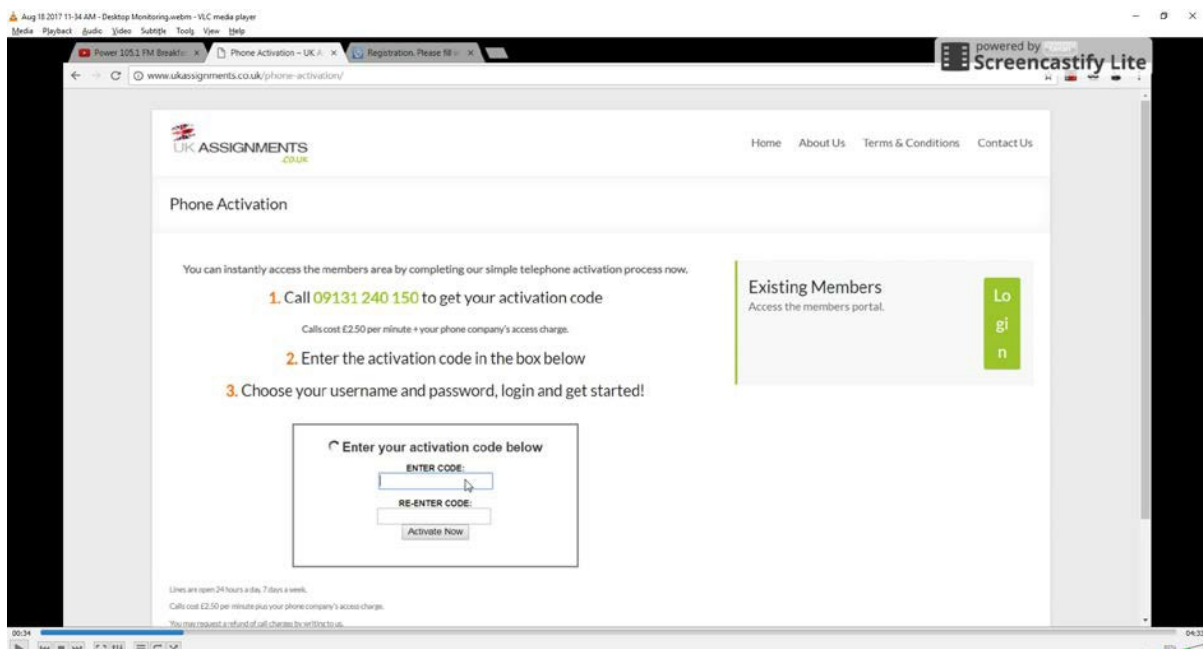 Aug 18 2017 11-34 AM - Desktop Monitoring.webm - VLC media player
Media Playback Audio Video Subtitle Tools View Help
Power 105.1 FM Breakfa
Phone Activation – UK A
Registration. Please fill
powered by
Screencastify Lite
www.ukassignments.co.uk/phone-activation/
UK ASSIGNMENTS
.CO.UK
Home About Us Terms & Conditions Contact Us
Phone Activation
You can instantly access the members area by completing our simple telephone activation process now.
1. Call 09131 240 150 to get your activation code
Calls cost £2.50 per minute + your phone company's access charge.
2. Enter the activation code in the box below
3. Choose your username and password, login and get started!
Existing Members
Access the members portal.
Lo
gi
n
Enter your activation code below
ENTER CODE:
RE-ENTER CODE:
Activate Now
Lines are open 24 hours a day, 7 days a week.
Calls cost £2.50 per minute plus your phone company's access charge.
You may request a refund of call charges by writing to us.
00:34
04:33